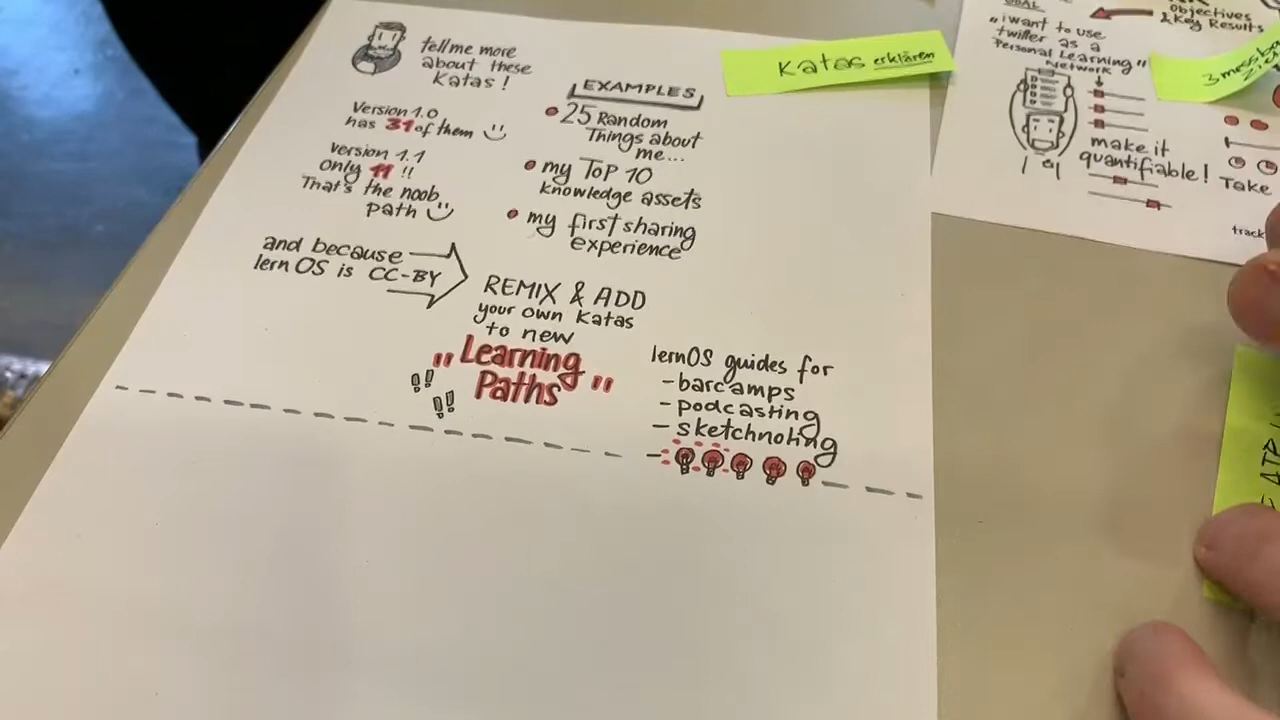 tell me more
about these
Katas!
Version 1.0
has 31 of them
Version 1.1
only 11 !!
That's the noob
path
EXAMPLES
25 Random
Things about
me...
my Top 10
knowledge assets
my first sharing
experience
and because
lernOS is CC-BY
REMIX & ADD
your own Katas
to new
"Learning
Paths"
lernOS guides for
- barcamps
- podcasting
- sketchnoting
Katas erklären
GOAL
"i want to use
twitter as a
Personal Learning"
Network
Objectives
& Key Results
make it
quantifiable!
Take
track